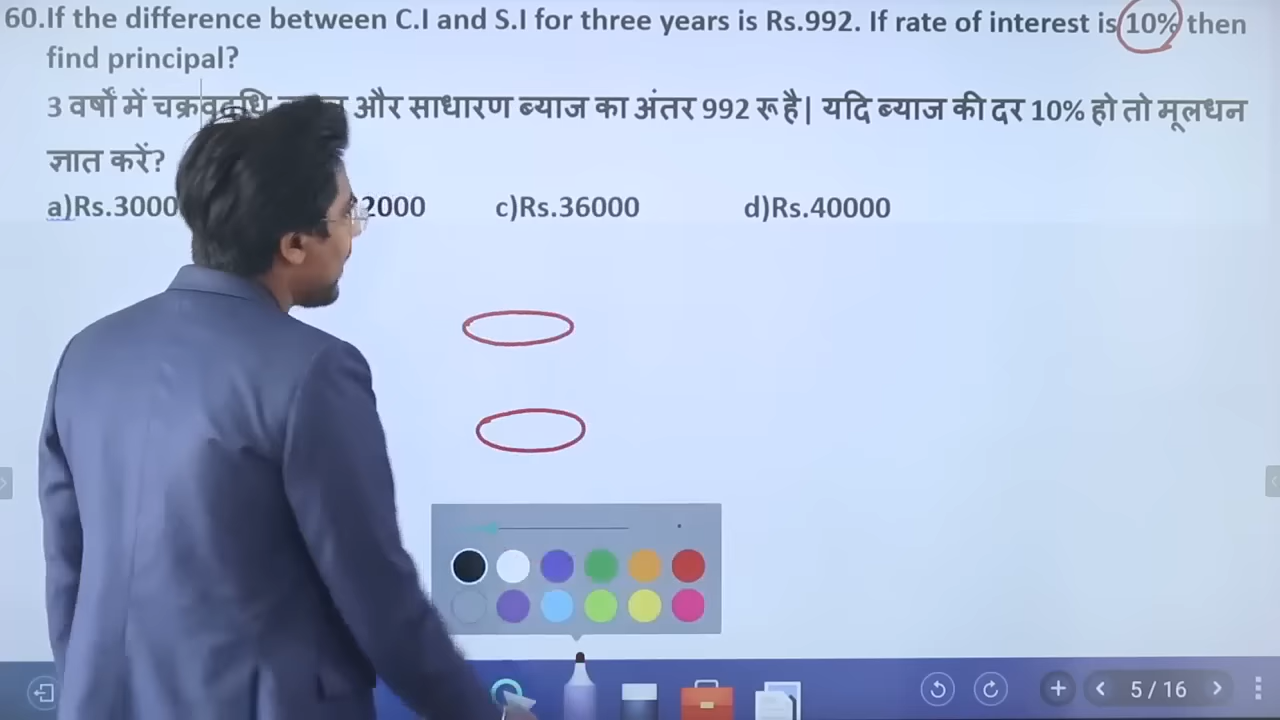 60.If the difference between C.I and S.I for three years is Rs.992. If rate of interest is 10% then
find principal?
3 वर्षों में और साधारण ब्याज का अंतर 992 रू है| यदि ब्याज की दर 10% हो तो मूलधन
ज्ञात करें?
a)Rs.3000 2000 c)Rs.36000 d)Rs.40000
5 / 16